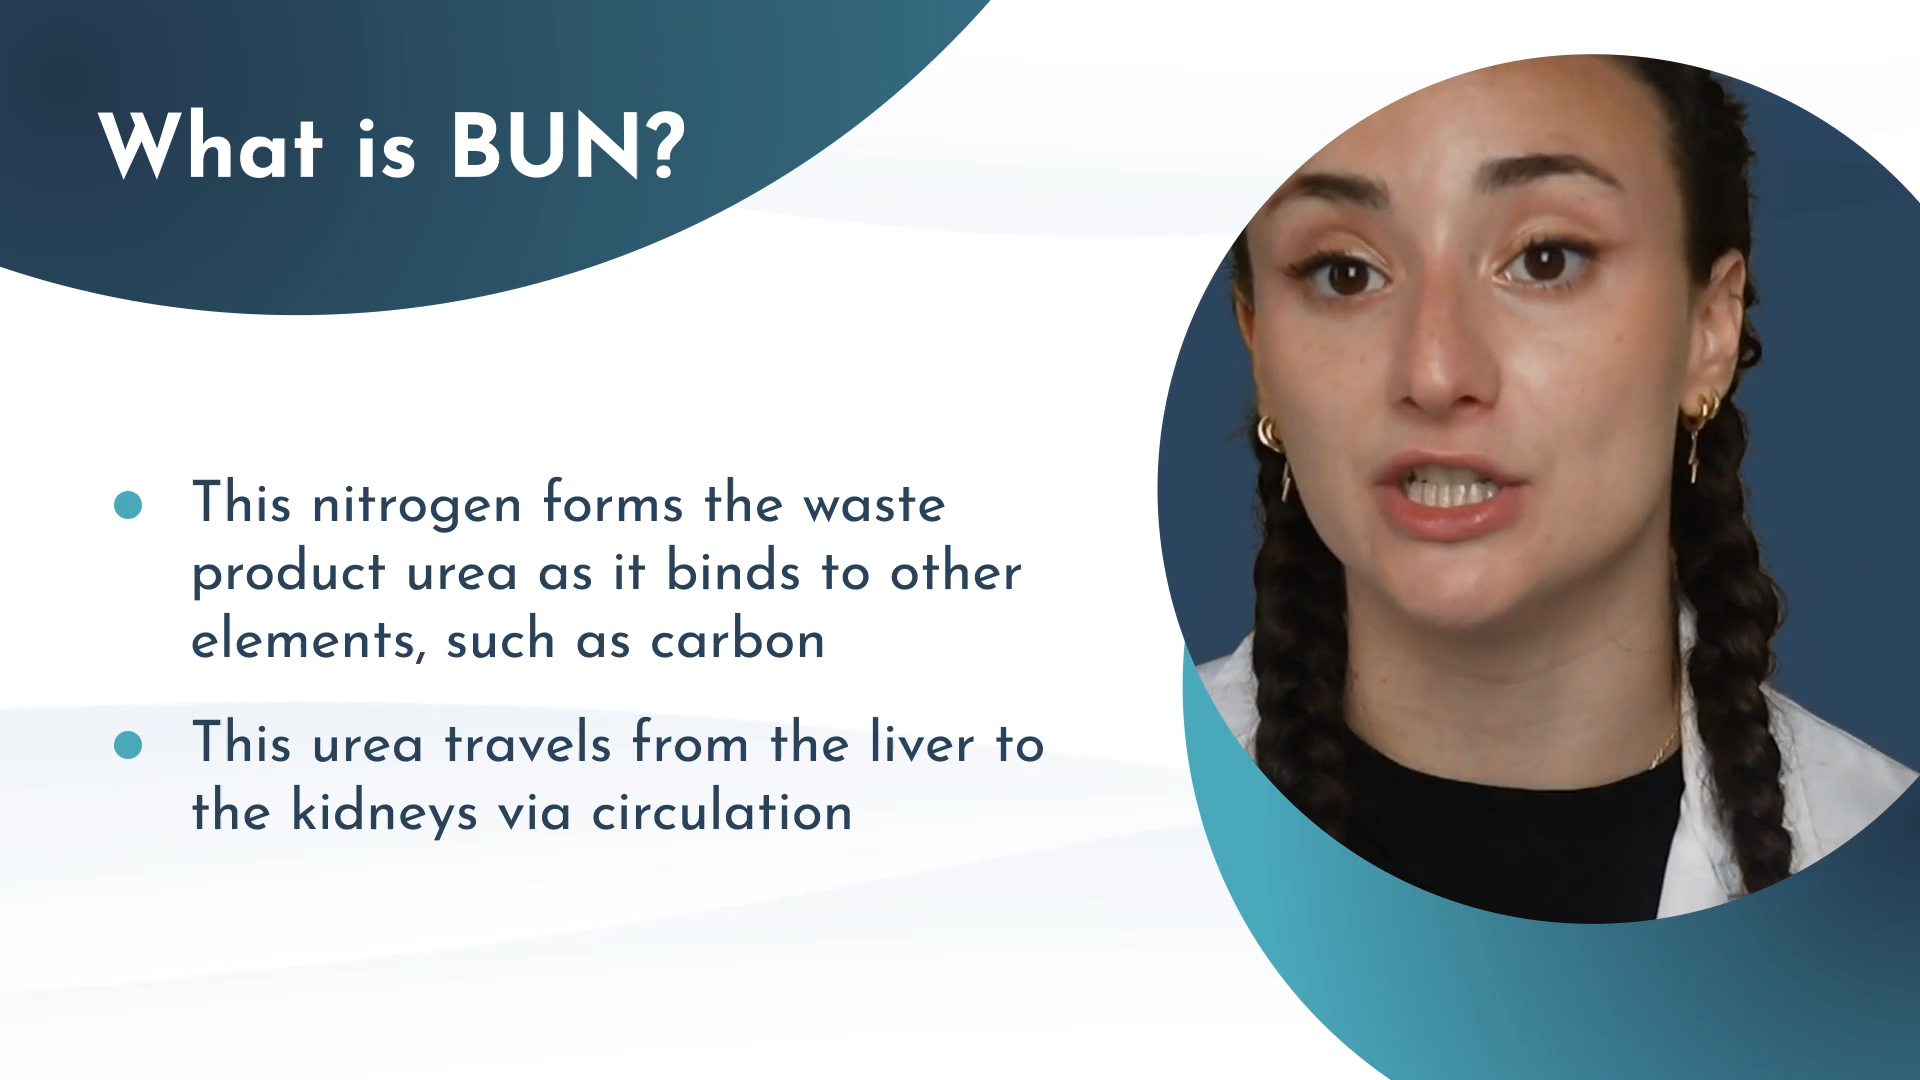 What is BUN?
This nitrogen forms the waste
product urea as it binds to other
elements, such as carbon
This urea travels from the liver to
the kidneys via circulation